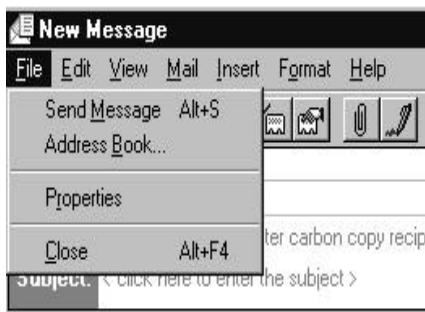 New Message
File Edit View Mail Insert Format Help
Send Message Alt+S
Address Book...
Properties
Close Alt+F4
carbon copy recip
Subject: < click here to enter the subject >